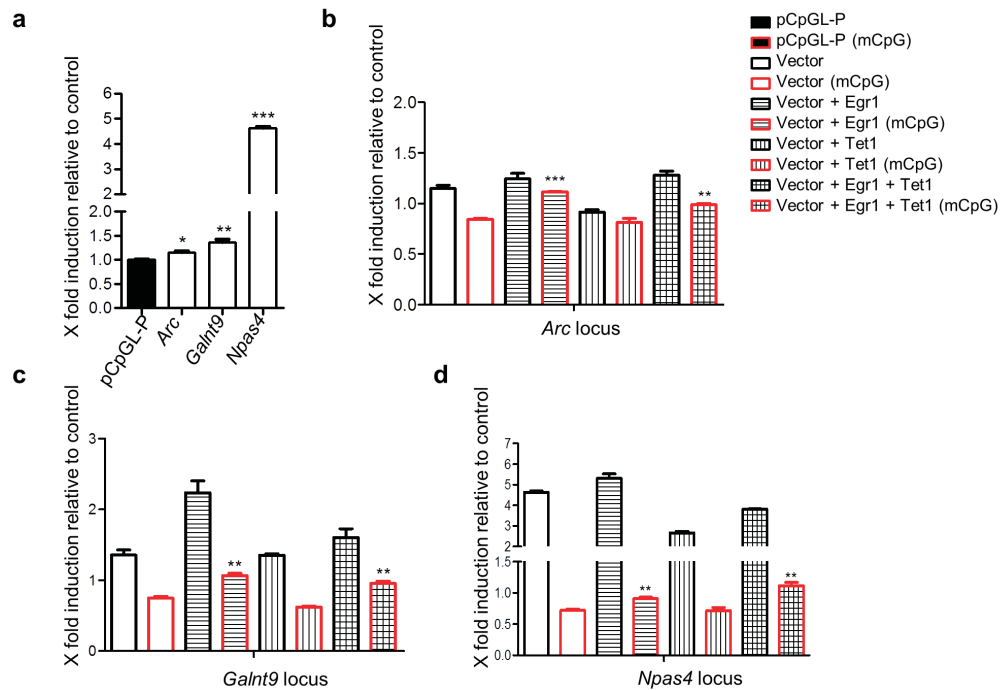 a
X fold induction relative to control
6
5
4
3
2
2.0
1.5
1.0
0.5
0.0
*
**
***
pCpGL-P
Arc
Galnt9
Npas4
b
X fold induction relative to control
2.0
1.5
1.0
0.5
0.0
***
**
Arc locus
pCpGL-P
pCpGL-P (mCpG)
Vector
Vector (mCpG)
Vector + Egr1
Vector + Egr1 (mCpG)
Vector + Tet1
Vector + Tet1 (mCpG)
Vector + Egr1 + Tet1
Vector + Egr1 + Tet1 (mCpG)
c
X fold induction relative to control
3
2
1
0
**
**
Galnt9 locus
d
X fold induction relative to control
7
6
5
4
3
2
1.5
1.0
0.5
0.0
**
**
Npas4 locus